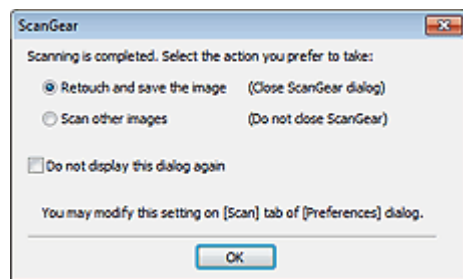 ScanGear
Scanning is completed. Select the action you prefer to take:
Retouch and save the image (Close ScanGear dialog)
Scan other images (Do not close ScanGear)
Do not display this dialog again
You may modify this setting on [Scan] tab of [Preferences] dialog.
OK